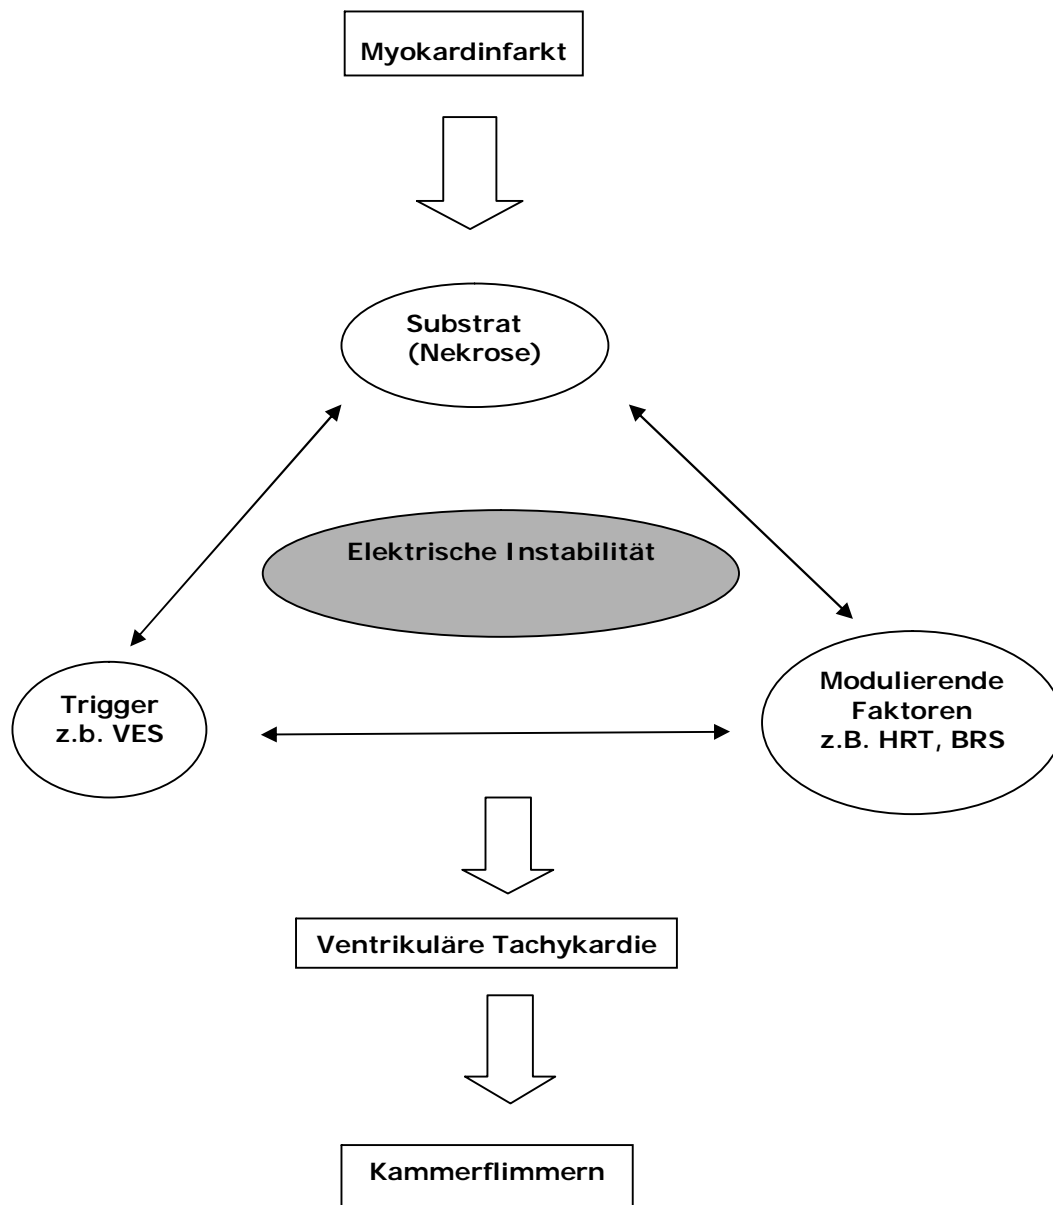 Myokardinfarkt
Substrat
(Nekrose)
Elektrische Instabilität
Trigger
z.b. VES
Modulierende
Faktoren
z.B. HRT, BRS
Ventrikuläre Tachykardie
Kammerflimmern